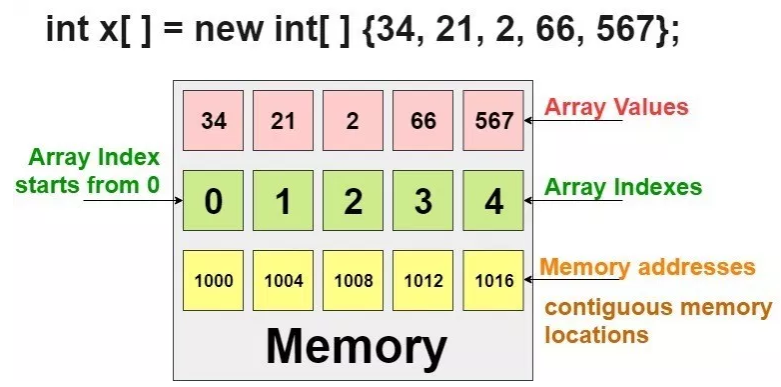 int x[ ] = new int[ ] {34, 21, 2, 66, 567};
34 21 2 66 567
Array Values
Array Index
starts from 0
0 1 2 3 4
Array Indexes
1000 1004 1008 1012 1016
Memory addresses
contiguous memory
locations
Memory